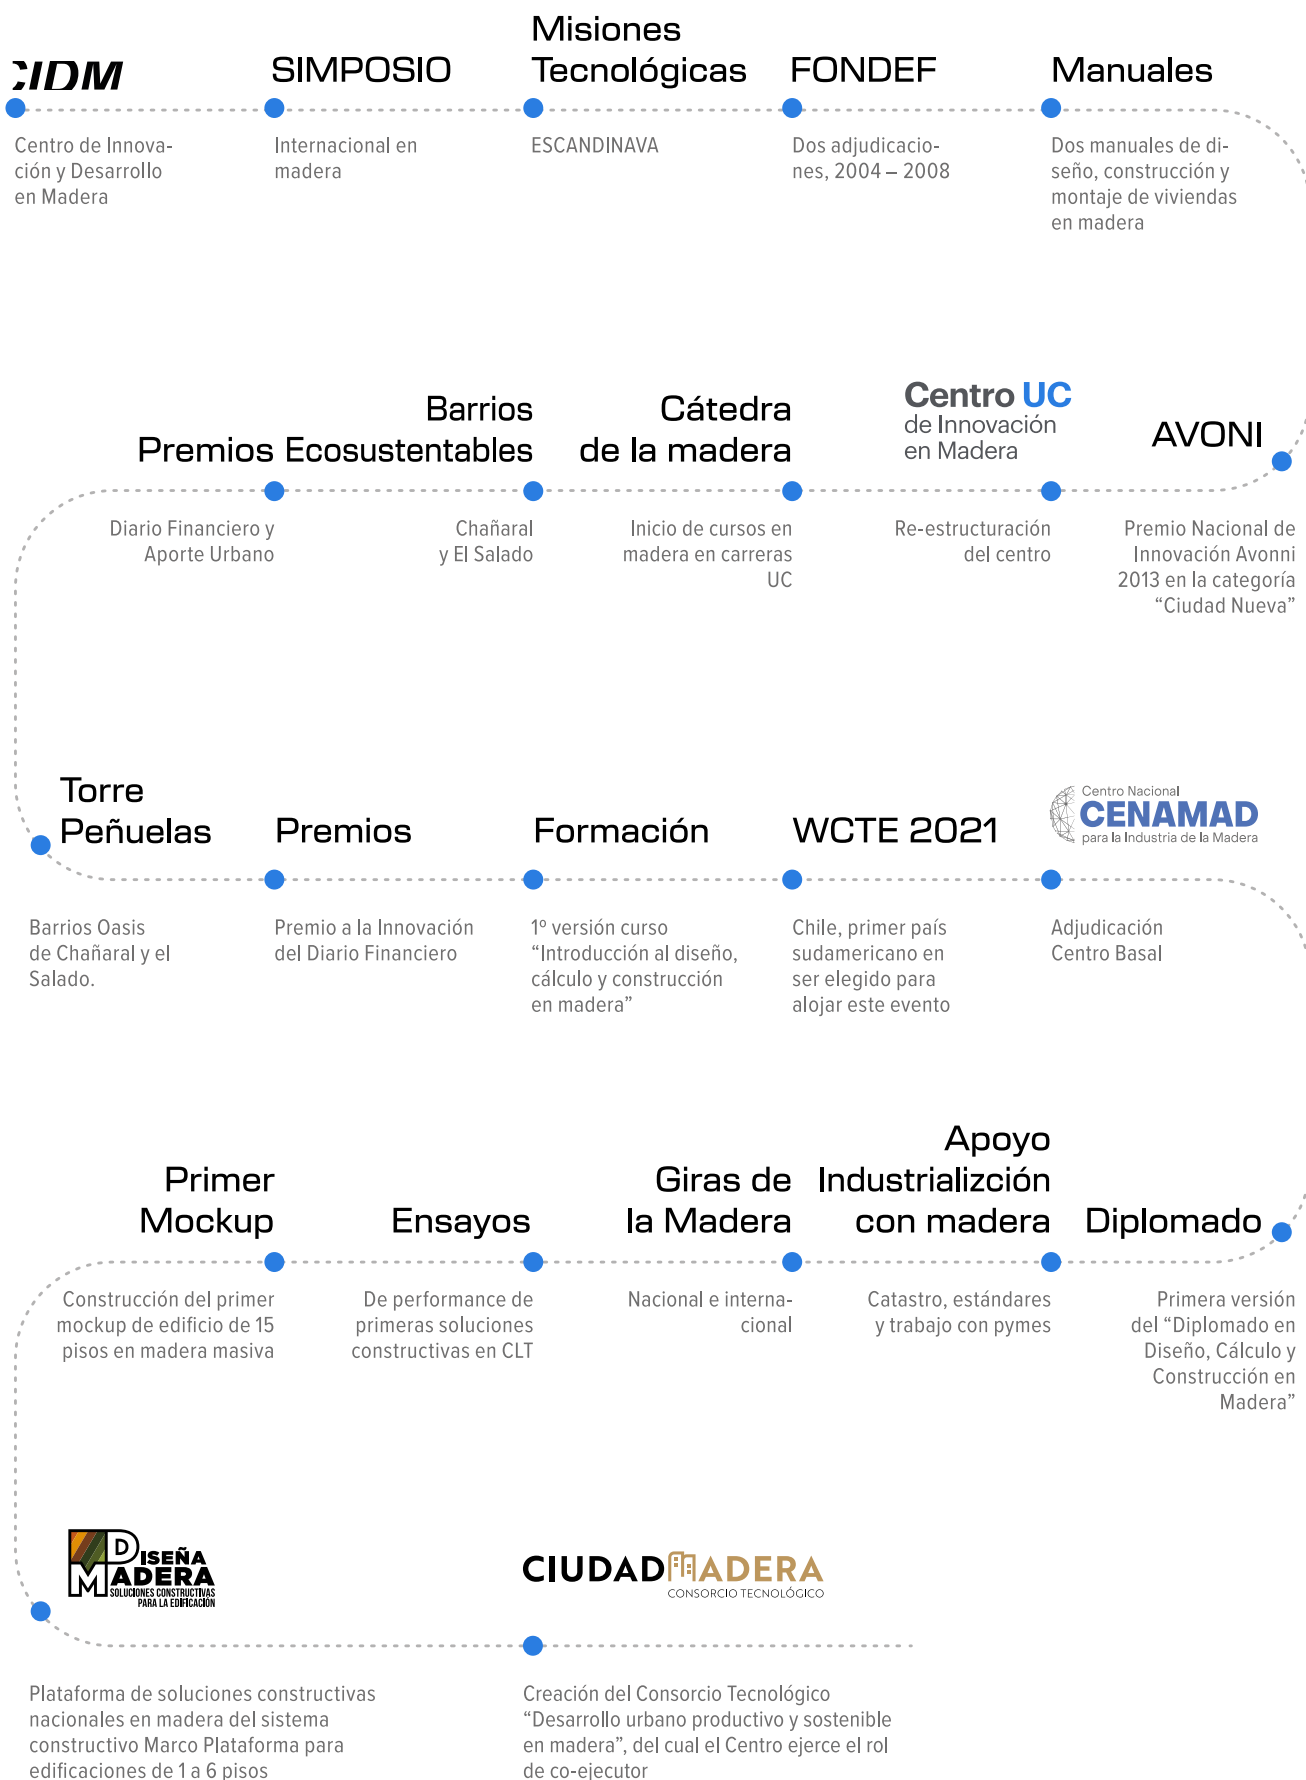 CIDM
Centro de Innova-
ción y Desarrollo
en Madera
SIMPOSIO
Internacional en
madera
Misiones
Tecnológicas
ESCANDINAVA
FONDEF
Dos adjudicacio-
nes, 2004 – 2008
Manuales
Dos manuales de di-
seño, construcción y
montaje de viviendas
en madera
AVONI
Premio Nacional de
Innovación Avonni
2013 en la categoría
“Ciudad Nueva”
Centro UC
de Innovación
en Madera
Re-estructuración
del centro
Cátedra
de la madera
Inicio de cursos en
madera en carreras
UC
Barrios
Ecosustentables
Chañaral
y El Salado
Premios
Diario Financiero y
Aporte Urbano
Torre
Peñuelas
Barrios Oasis
de Chañaral y el
Salado.
Premios
Premio a la Innovación
del Diario Financiero
Formación
1º versión curso
“Introducción al diseño,
cálculo y construcción
en madera”
WCTE 2021
Chile, primer país
sudamericano en
ser elegido para
alojar este evento
Centro Nacional
CENAMAD
para la Industria de la Madera
Adjudicación
Centro Basal
Diplomado
Primera versión
del “Diplomado en
Diseño, Cálculo y
Construcción en
Madera”
Apoyo
Industrializción
con madera
Catastro, estándares
y trabajo con pymes
Giras de
la Madera
Nacional e interna-
cional
Ensayos
De performance de
primeras soluciones
constructivas en CLT
Primer
Mockup
Construcción del primer
mockup de edificio de 15
pisos en madera masiva
DISEÑA
MADERA
SOLUCIONES CONSTRUCTIVAS
PARA LA EDIFICACIÓN
Plataforma de soluciones constructivas
nacionales en madera del sistema
constructivo Marco Plataforma para
edificaciones de 1 a 6 pisos
CIUDAD MADERA
CONSORCIO TECNOLÓGICO
Creación del Consorcio Tecnológico
“Desarrollo urbano productivo y sostenible
en madera”, del cual el Centro ejerce el rol
de co-ejecutor